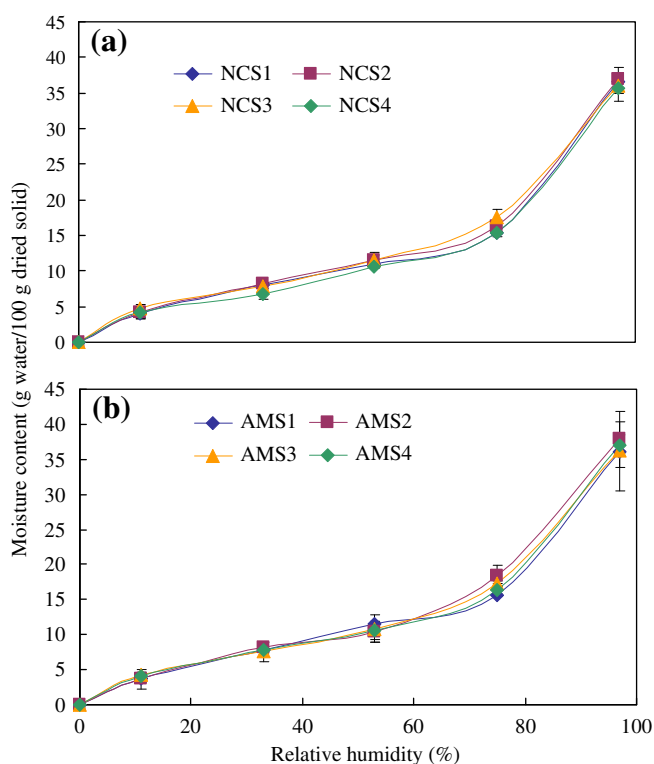 45
(a)
NCS1 NCS2
40
35
NCS3 NCS4
30
25
20
15
10
5
0
Moisture content (g water/100 g dried solid)
45
(b)
AMS1 AMS2
40
35
AMS3 AMS4
30
25
20
15
10
5
0
0 20 40 60 80 100
Relative humidity (%)